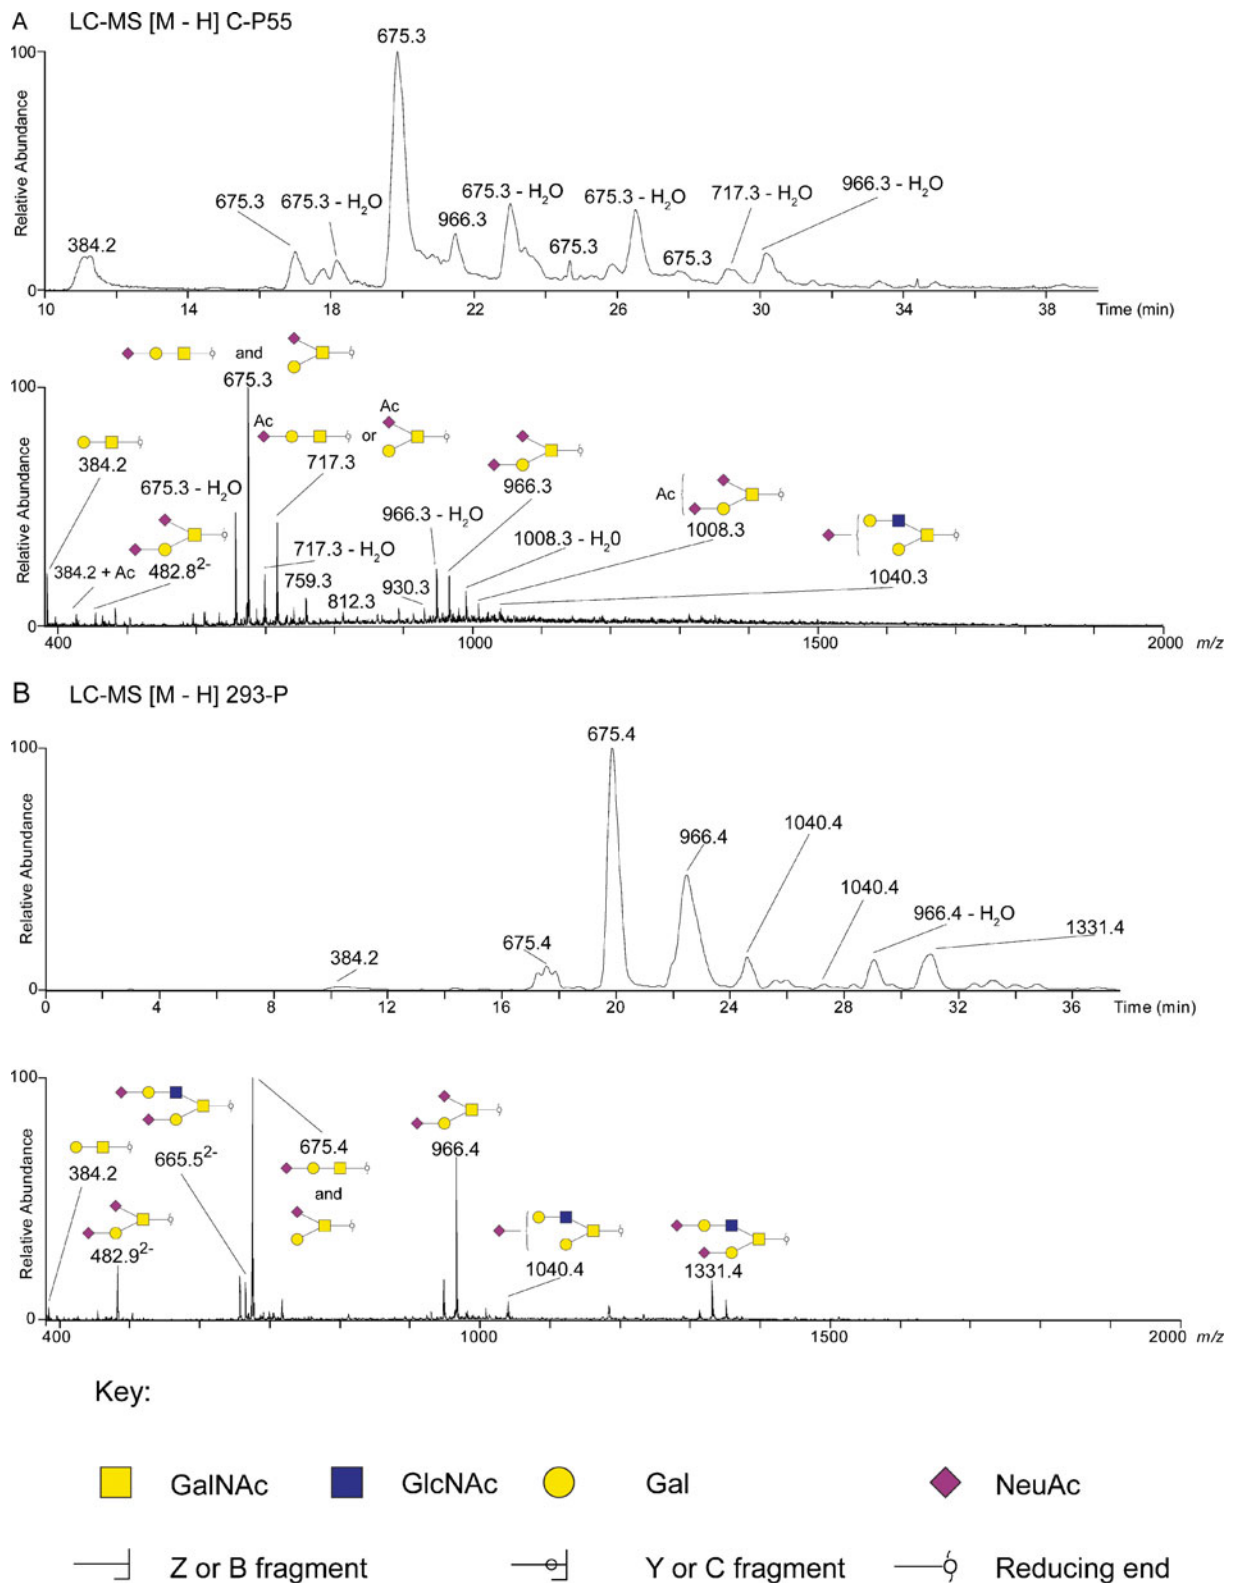 A LC-MS [M - H] C-P55
Relative Abundance
100
0
675.3
675.3
675.3 - H2O
384.2
966.3
675.3 - H2O
675.3
675.3 - H2O
675.3
717.3 - H2O
966.3 - H2O
10 14 18 22 26 30 34 38 Time (min)
Relative Abundance
100
0
and
675.3
Ac
or
Ac
384.2
717.3
675.3 - H2O
966.3
Ac
966.3 - H2O
1008.3
1008.3 - H20
384.2 + Ac
482.82-
717.3 - H2O
759.3
812.3
930.3
1040.3
400 1000 1500 2000 m/z
B LC-MS [M - H] 293-P
Relative Abundance
100
0
675.4
966.4
1040.4
1040.4
384.2
675.4
966.4 - H2O
1331.4
0 4 8 12 16 20 24 28 32 36 Time (min)
Relative Abundance
100
0
384.2
665.52-
675.4
and
966.4
482.92-
1040.4
1331.4
400 1000 1500 2000 m/z
Key:
GalNAc GlcNAc Gal NeuAc
Z or B fragment Y or C fragment Reducing end